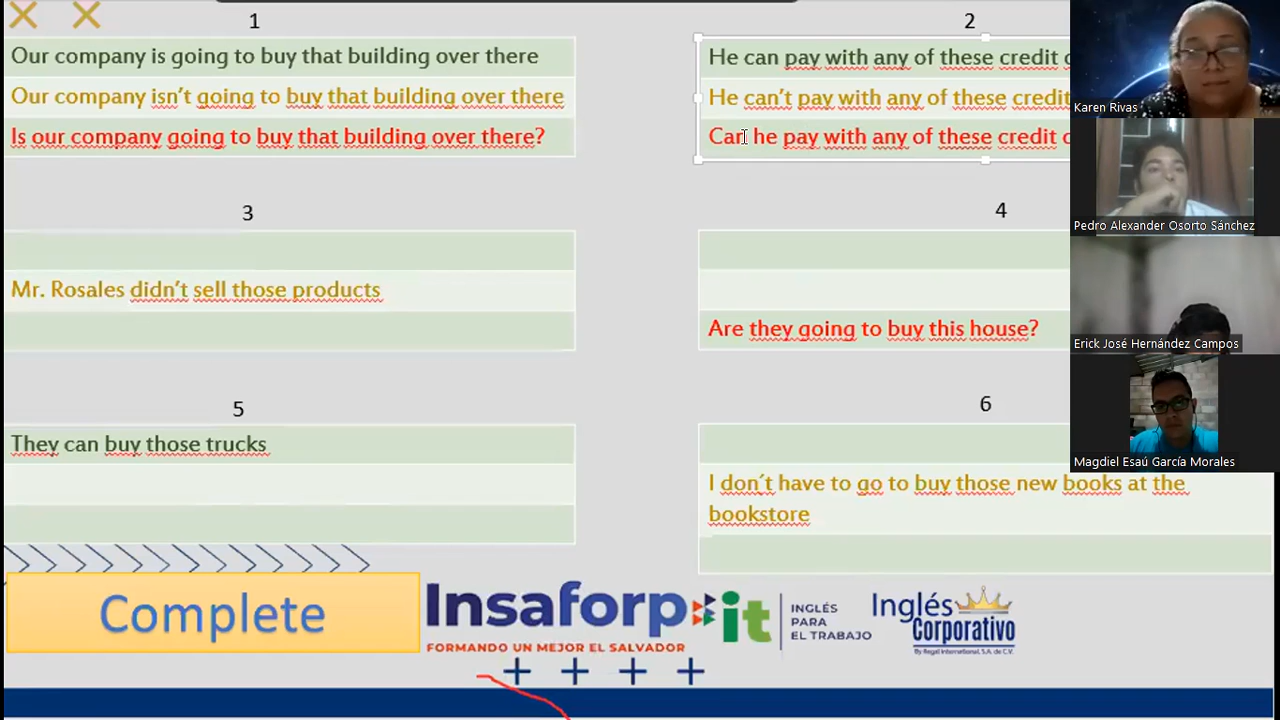 1
Our company is going to buy that building over there
Our company isn't going to buy that building over there
Is our company going to buy that building over there?
2
He can pay with any of these credit
He can't pay with any of these credit
Can he pay with any of these credit
3
Mr. Rosales didn't sell those products
4
Are they going to buy this house?
5
They can buy those trucks
6
I don´t have to go to buy those new books at the
bookstore
Karen Rivas
Pedro Alexander Osorto Sánchez
Erick José Hernández Campos
Magdiel Esaú García Morales
Complete
Insaforp
FORMANDO UN MEJOR EL SALVADOR
it
INGLÉS
PARA
EL TRABAJO
Inglés
Corporativo
By Regal International, S.A. de C.V.